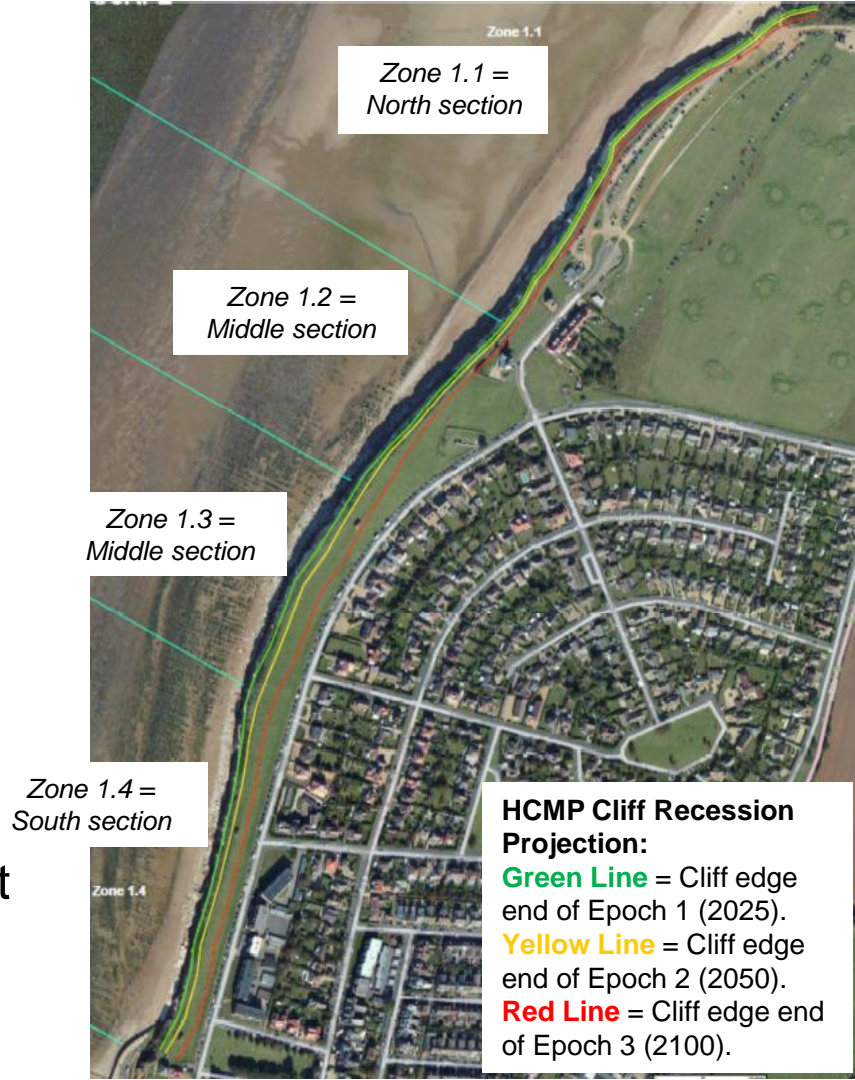 Zone 1.1
Zone 1.1 =
North section
Zone 1.2 =
Middle section
Zone 1.3 =
Middle section
Zone 1.4 =
South section
t
Zone 1.4
HCMP Cliff Recession
Projection:
Green Line = Cliff edge
end of Epoch 1 (2025).
Yellow Line = Cliff edge
end of Epoch 2 (2050).
Red Line = Cliff edge end
of Epoch 3 (2100).